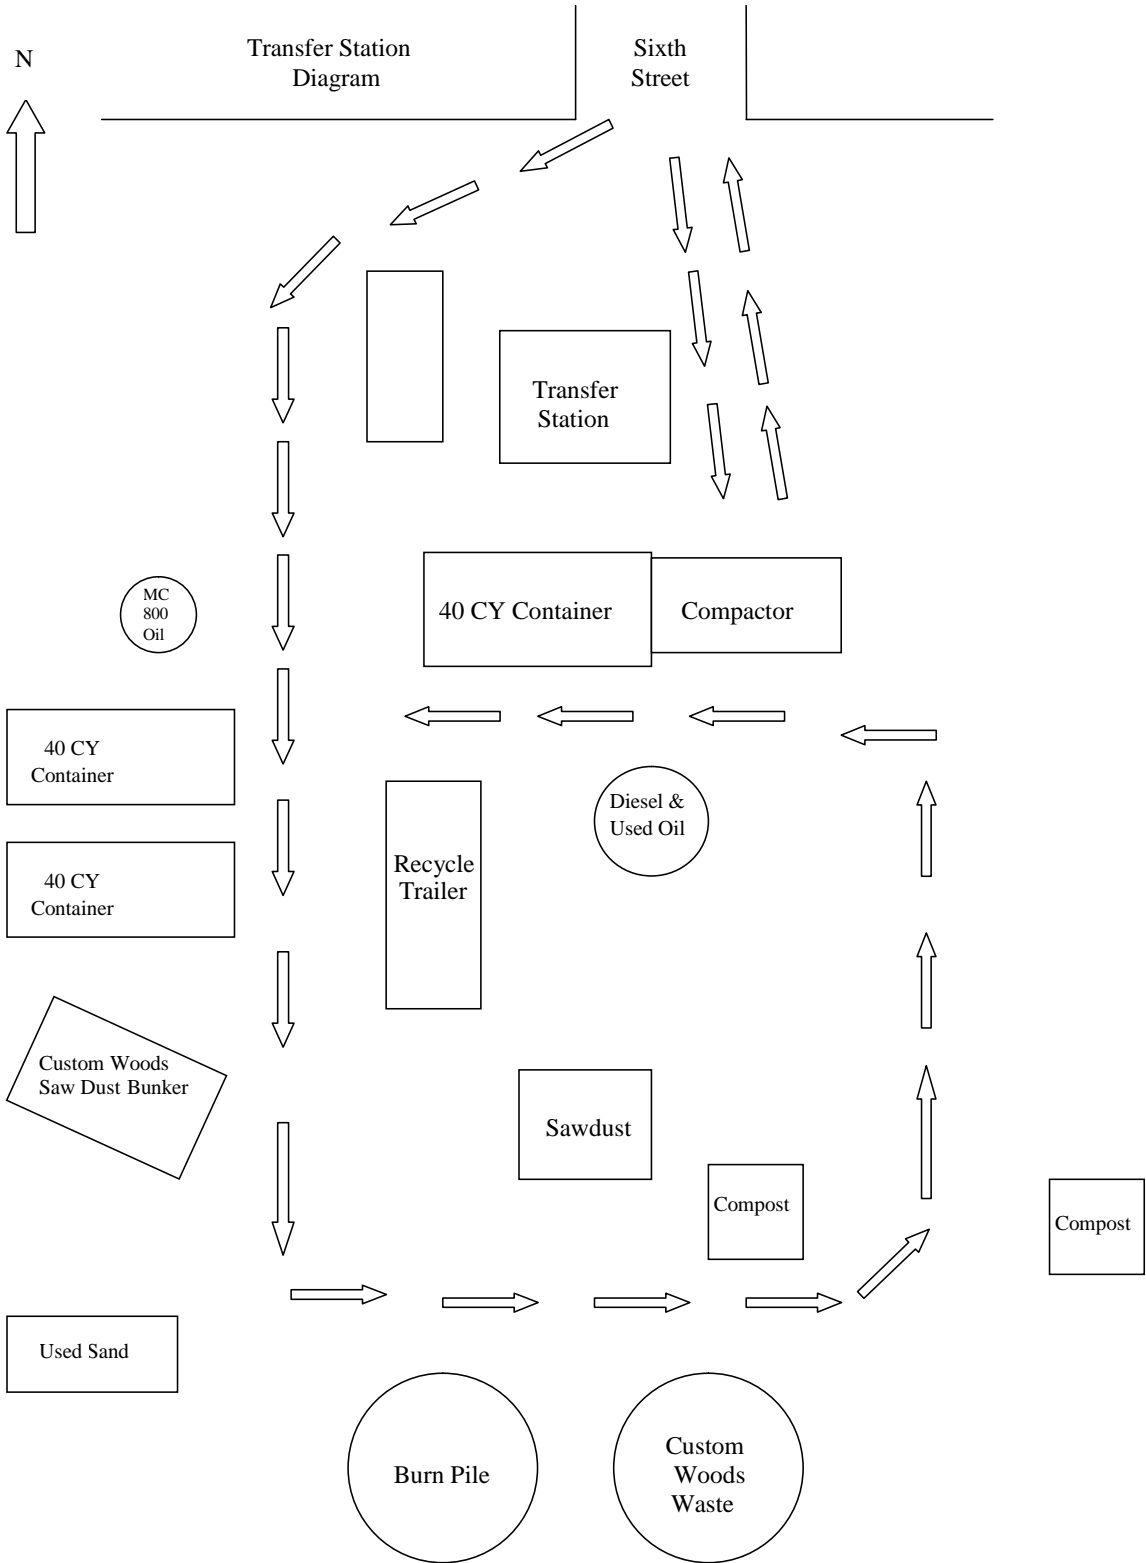 Transfer Station
Diagram
Sixth
Street
N
Transfer
Station
MC
800
Oil
40 CY Container
Compactor
40 CY
Container
Diesel &
Used Oil
40 CY
Container
Recycle
Trailer
Custom Woods
Saw Dust Bunker
Sawdust
Compost
Compost
Used Sand
Burn Pile
Custom
Woods
Waste